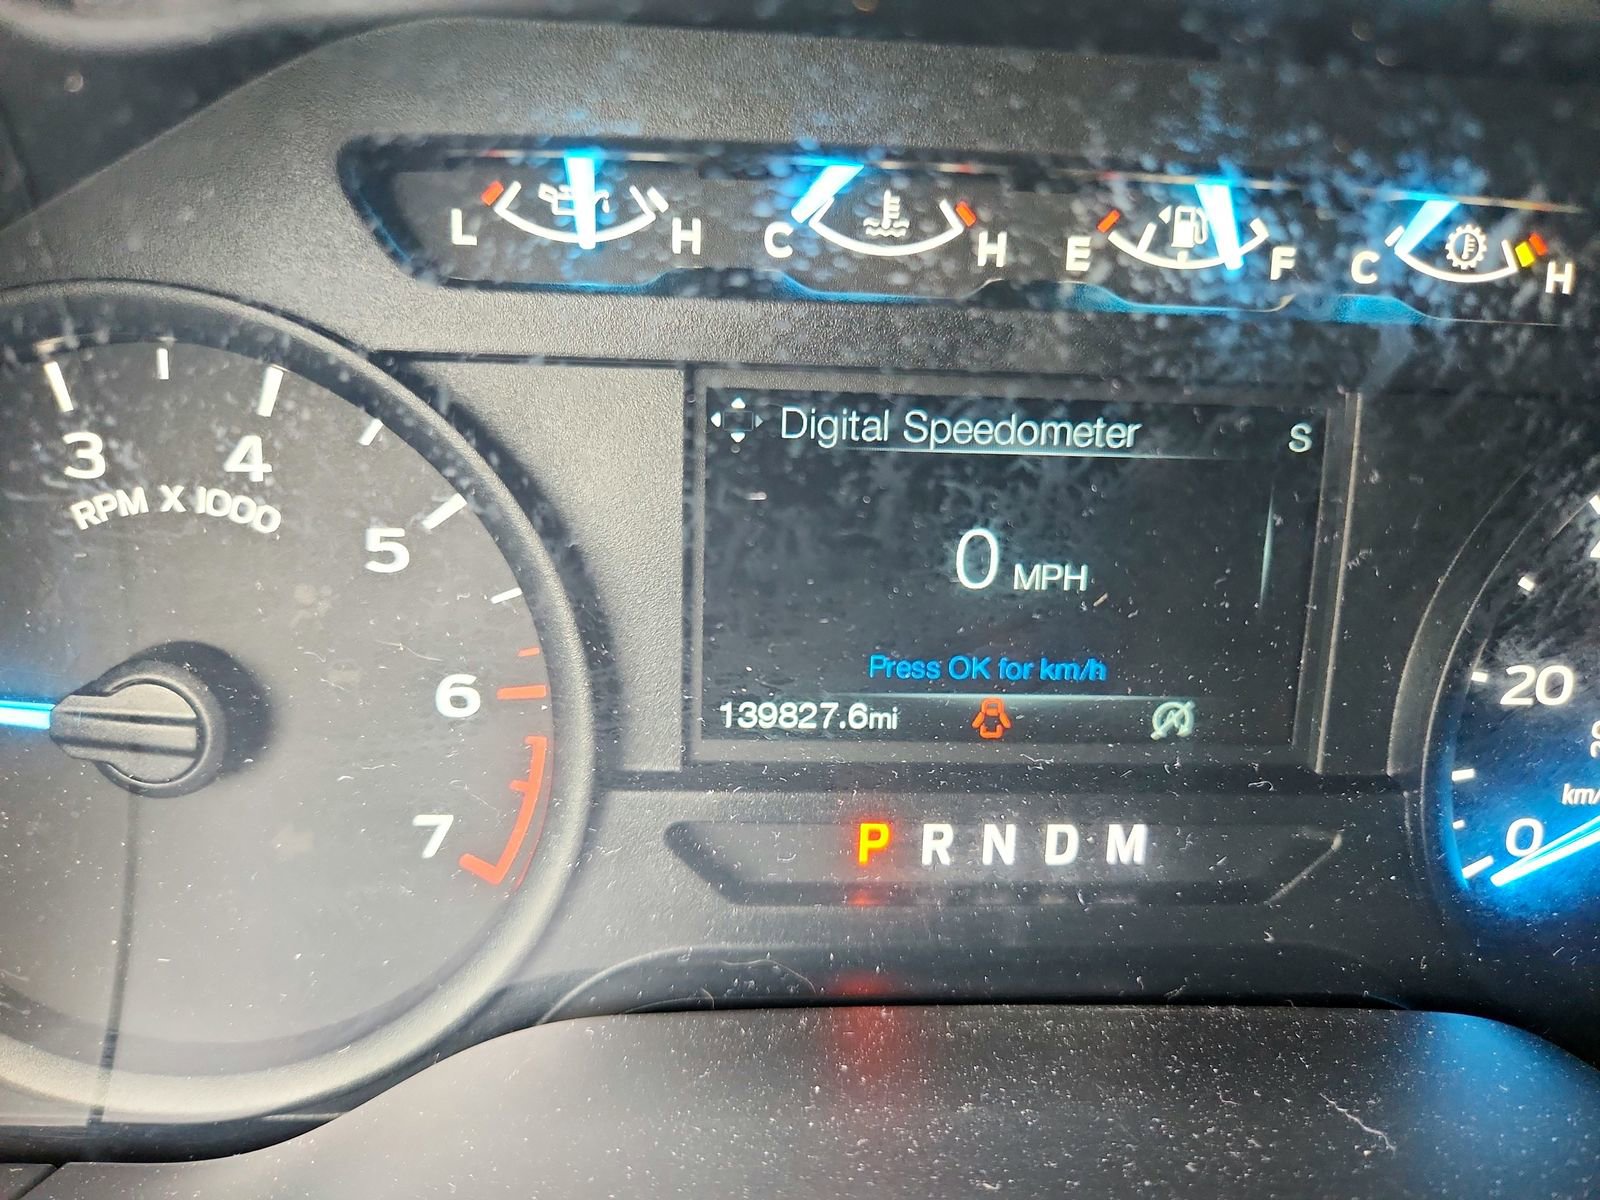 L H C H E F C H
Digital Speedometer S
3 4
RPM X 1000
5
0 MPH
6
Press OK for km/h
20
139827.6mi
km/
7
P R N D M
0